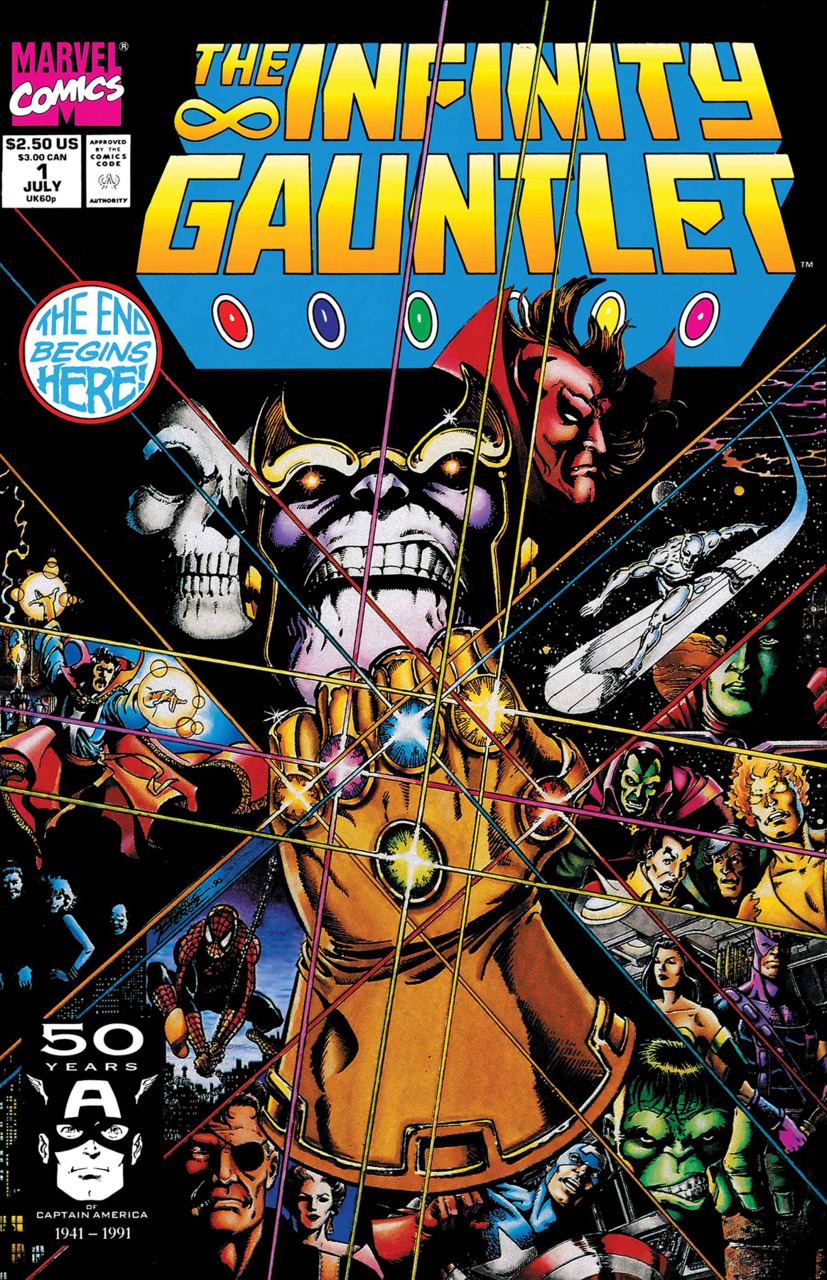 MARVEL®
COMICS
$2.50 US
$3.00 CAN
1
JULY
UK60p
APPROVED
BY THE
COMICS
CODE
AUTHORITY
THE
INFINITY
GAUNTLET
™
THE END
BEGINS
HERE!
50
YEARS
OF
CAPTAIN AMERICA
1941 – 1991